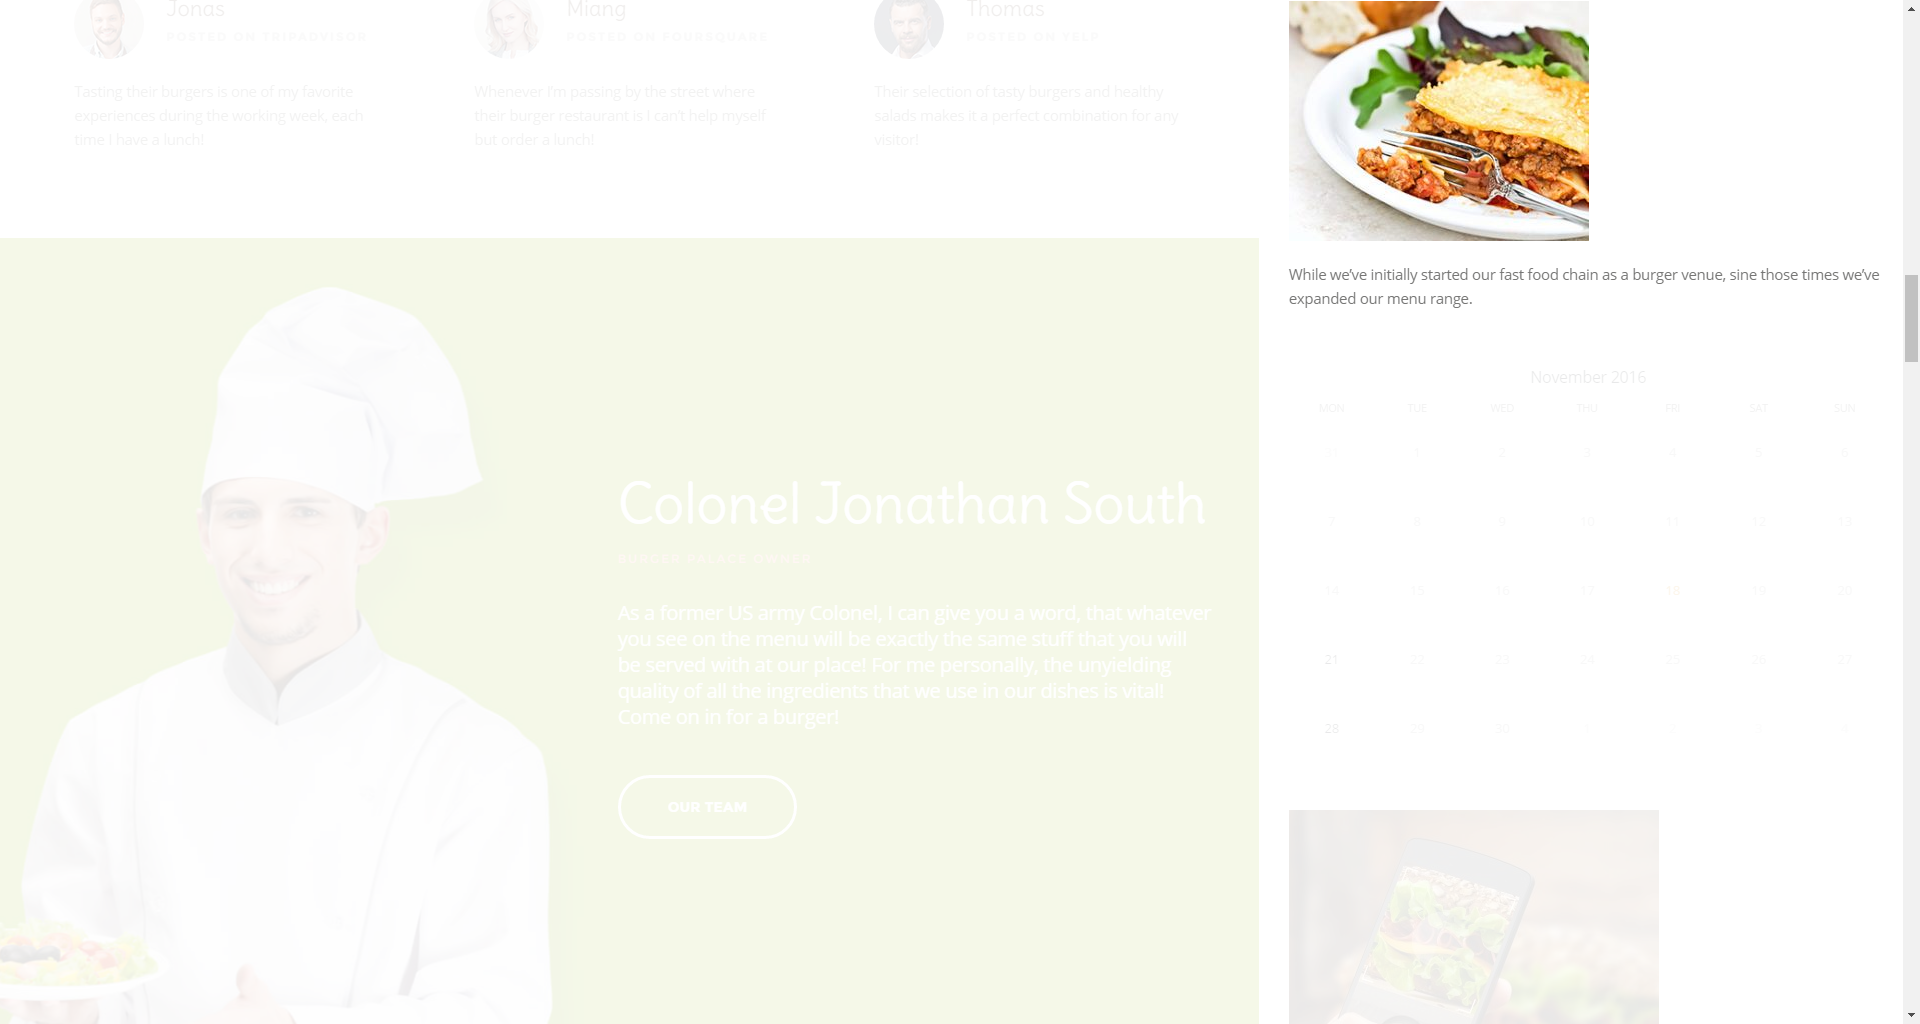 Jonas
POSTED ON TRIPADVISOR
Tasting their burgers is one of my favorite
experiences during the working week, each
time I have a lunch!
Miang
POSTED ON FOURSQUARE
Whenever I'm passing by the street where
their burger restaurant is I can't help myself
but order a lunch!
Thomas
POSTED ON YELP
Their selection of tasty burgers and healthy
salads makes it a perfect combination for any
visitor!
Colonel Jonathan South
BURGER PALACE OWNER
As a former US army Colonel, I can give you a word, that whatever
you see on the menu will be exactly the same stuff that you will
be served with at our place! For me personally, the unyielding
quality of all the ingredients that we use in our dishes is vital!
Come on in for a burger!
OUR TEAM
While we’ve initially started our fast food chain as a burger venue, sine those times we’ve
expanded our menu range.
November 2016
MON TUE WED THU FRI SAT SUN
1 2 3 4 5 6
7 8 9 10 11 12 13
14 15 16 17 18 19 20
21 22 23 24 25 26 27
28 29 30